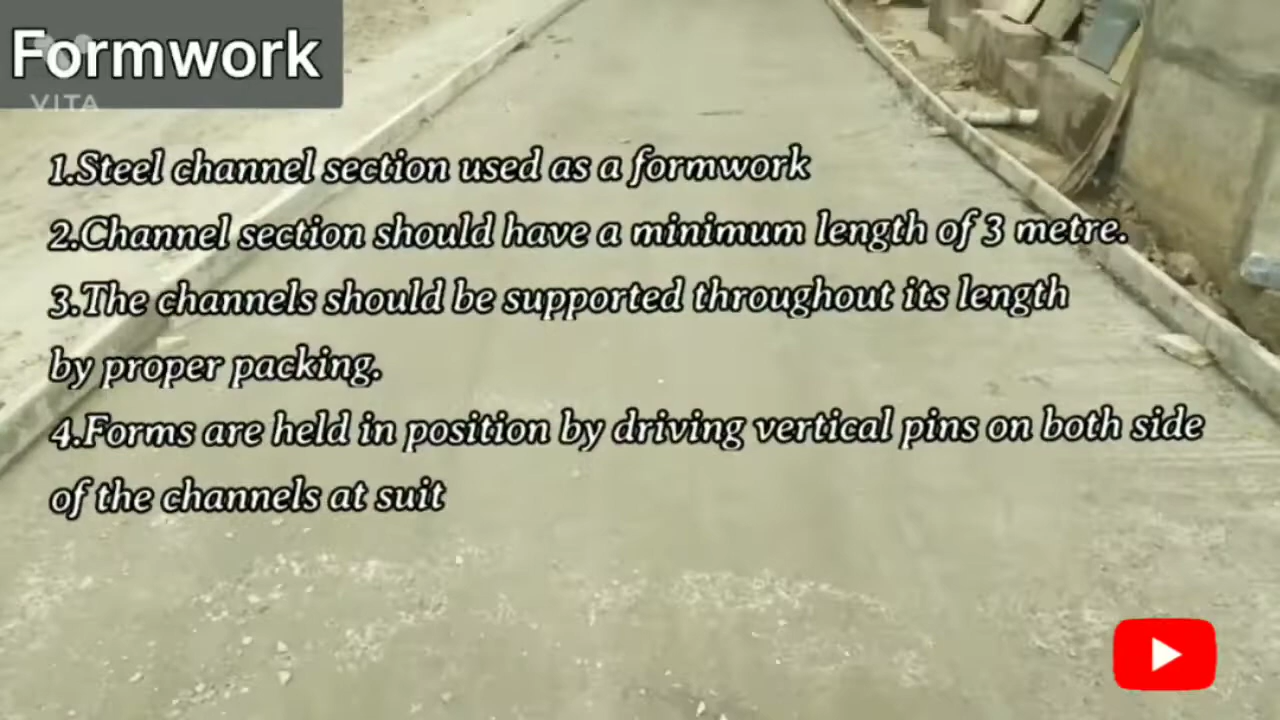 Formwork
VITA
1.Steel channel section used as a formwork
2.Channel section should have a minimum length of 3 metre.
3.The channels should be supported throughout its length
by proper packing.
4.Forms are held in position by driving vertical pins on both side
of the channels at suit